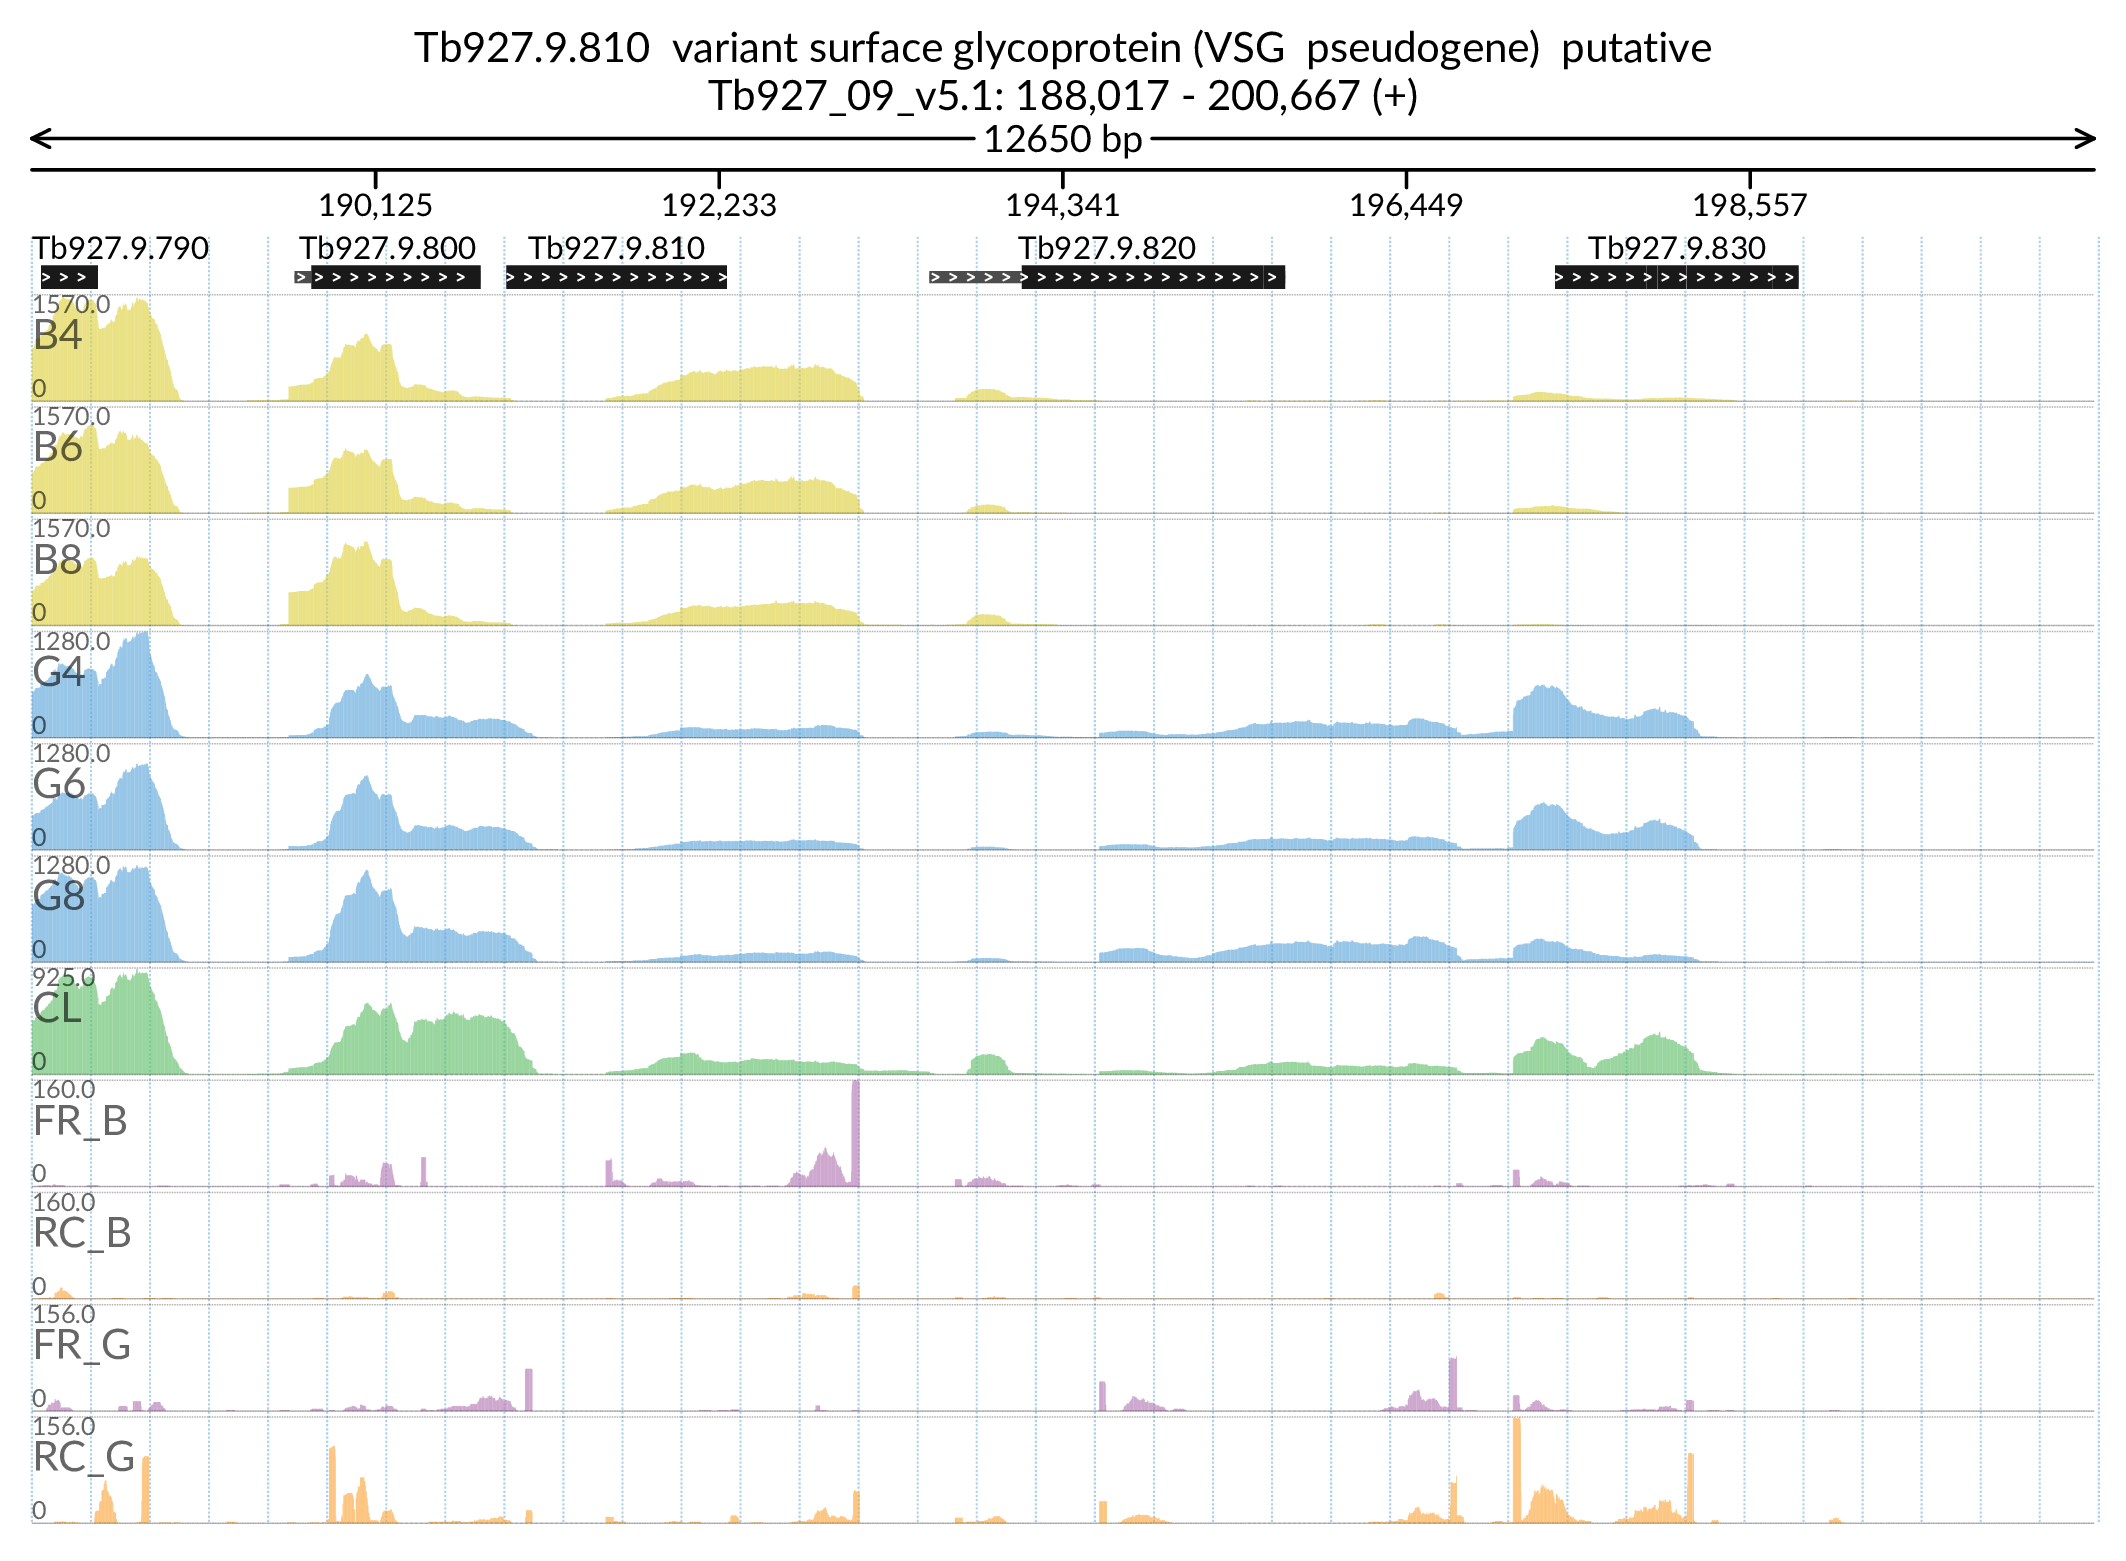 Tb927.9.810 variant surface glycoprotein (VSG pseudogene) putative
Tb927_09_v5.1: 188,017 - 200,667 (+)
12650 bp
190,125 192,233 194,341 196,449 198,557
Tb927.9.790 Tb927.9.800 Tb927.9.810 Tb927.9.820 Tb927.9.830
1570.0
B4
0
1570.0
B6
0
1570.0
B8
0
1280.0
G4
0
1280.0
G6
0
1280.0
G8
0
925.0
CL
0
160.0
FR_B
0
160.0
RC_B
0
156.0
FR_G
0
156.0
RC_G
0